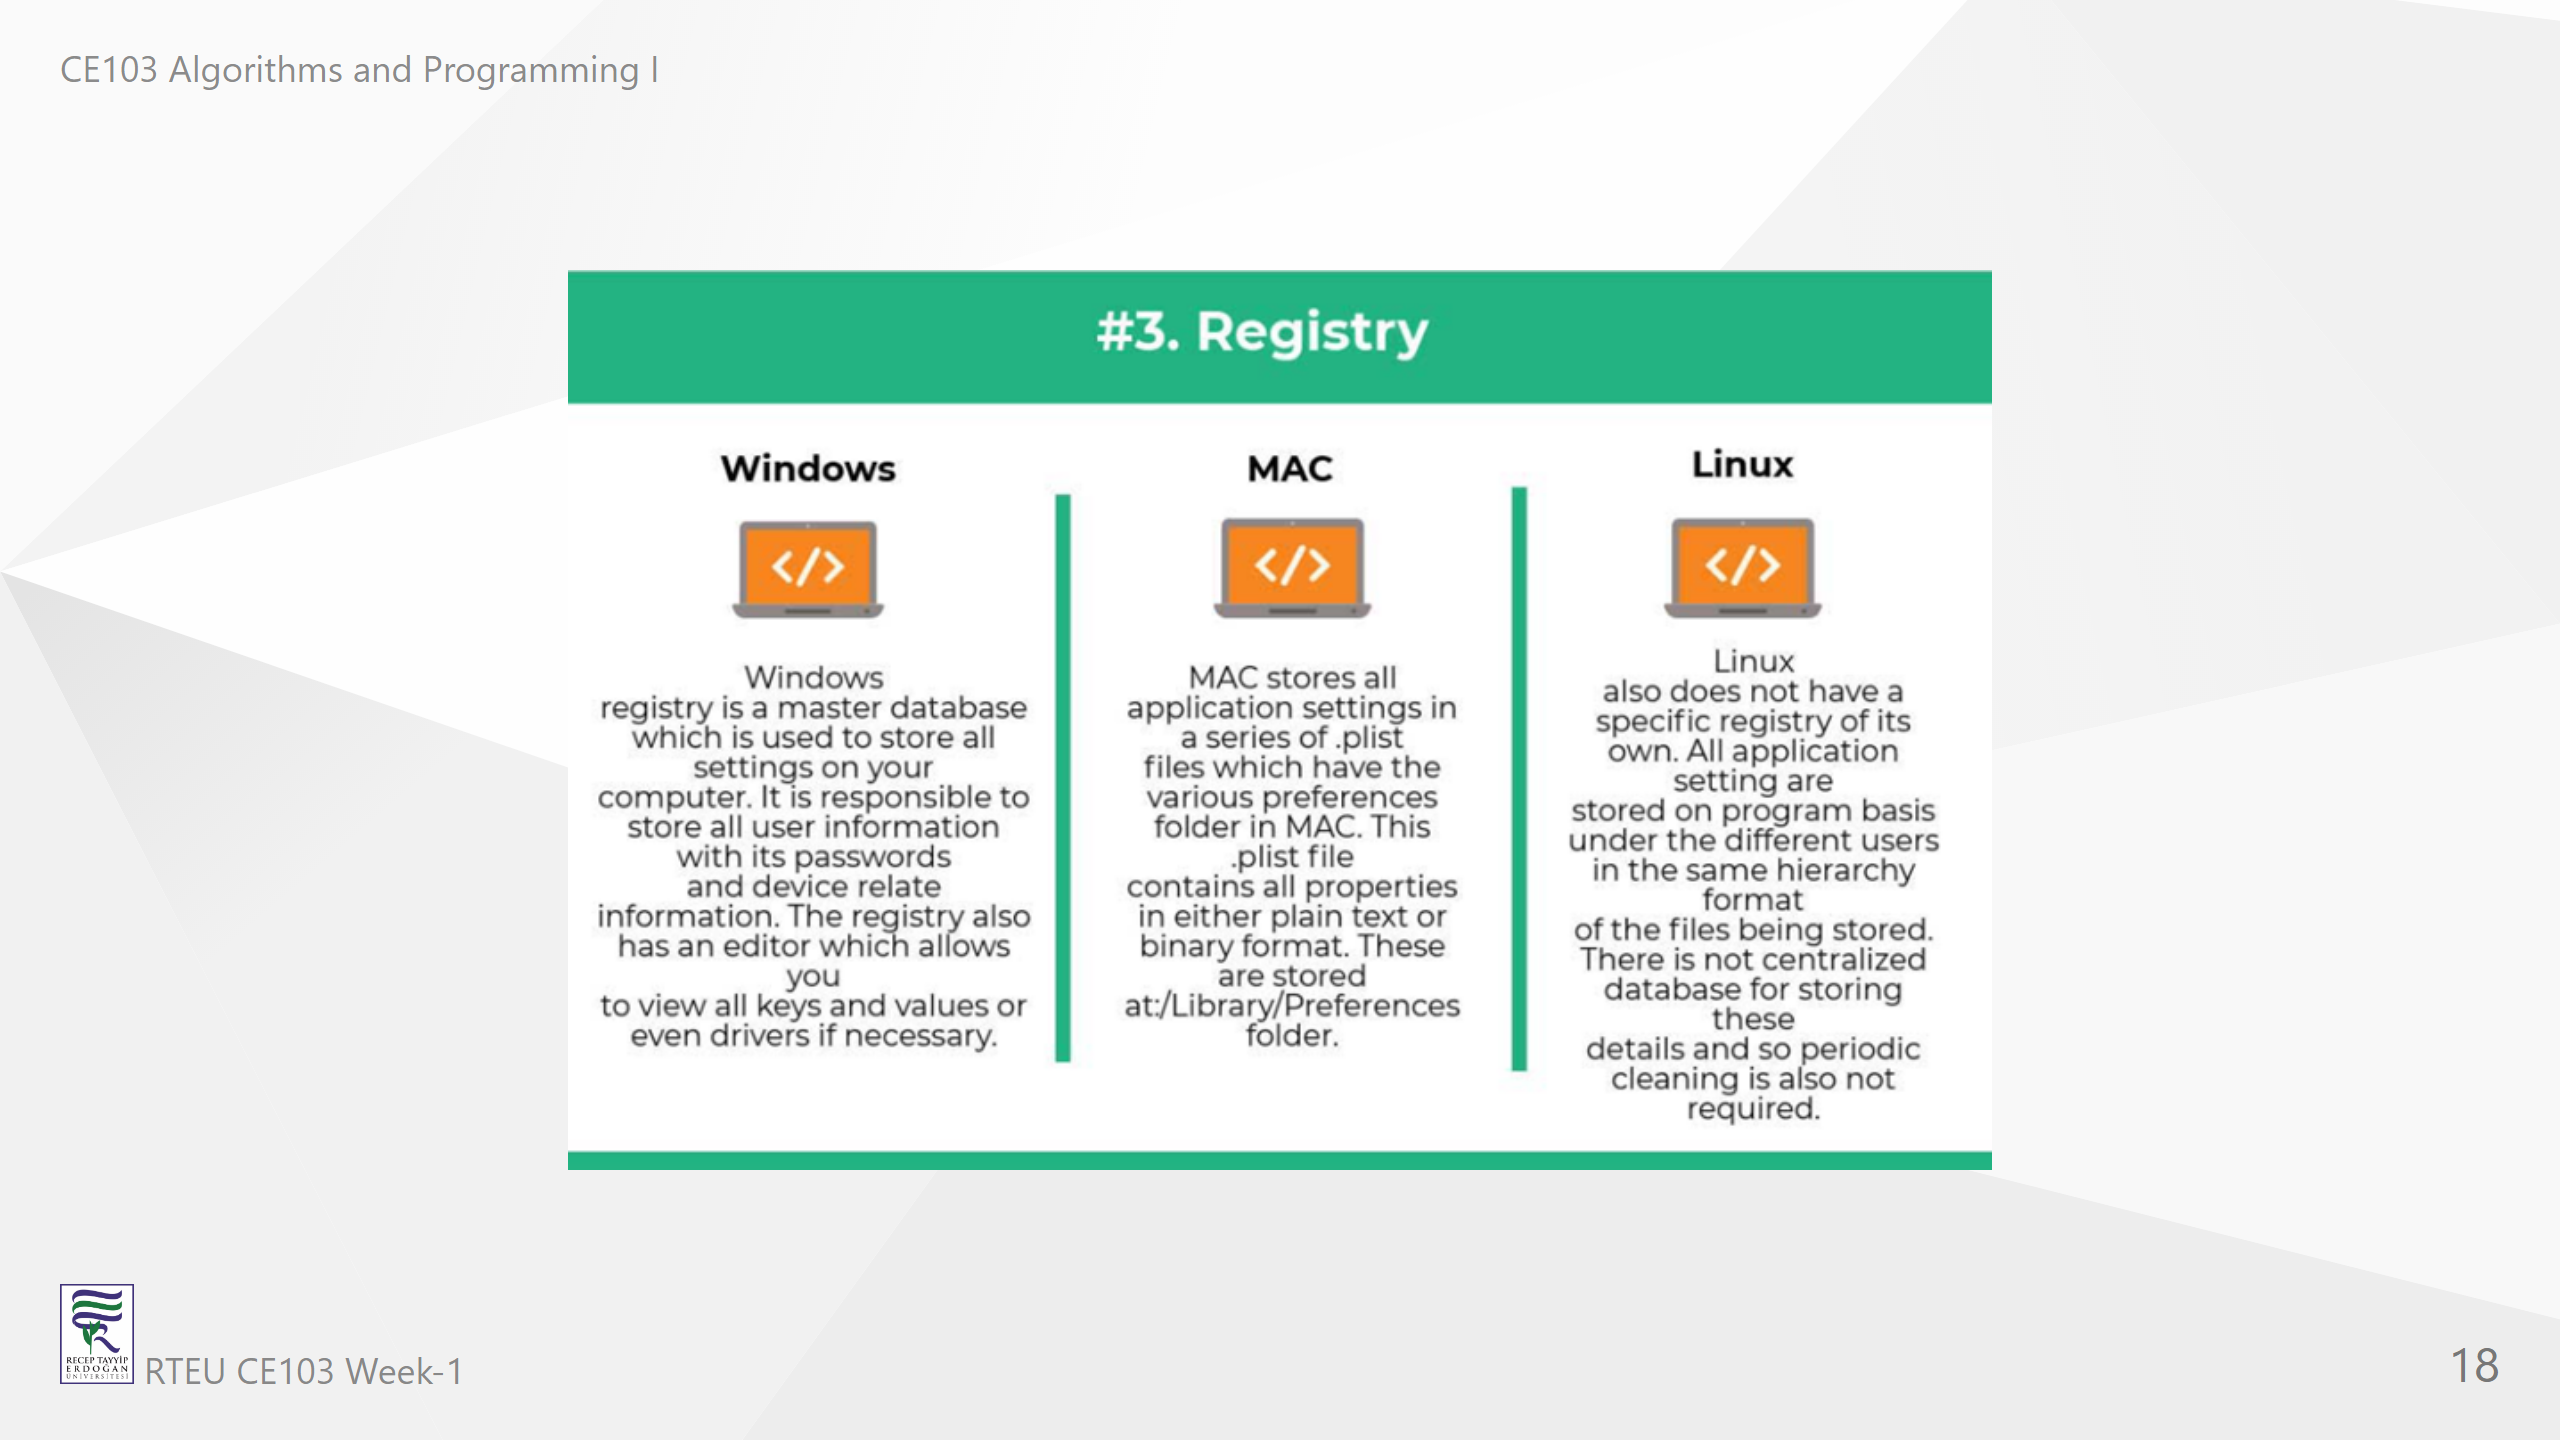 CE103 Algorithms and Programming I
#3. Registry
Windows
</>
Windows
registry is a master database
which is used to store all
settings on your
computer. It is responsible to
store all user information
with its passwords
and device relate
information. The registry also
has an editor which allows
you
to view all keys and values or
even drivers if necessary.
MAC
</>
MAC stores all
application settings in
a series of .plist
files which have the
various preferences
folder in MAC. This
.plist file
contains all properties
in either plain text or
binary format. These
are stored
at:/Library/Preferences
folder.
Linux
</>
Linux
also does not have a
specific registry of its
own. All application
setting are
stored on program basis
under the different users
in the same hierarchy
format
of the files being stored.
There is not centralized
database for storing
these
details and so periodic
cleaning is also not
required.
RECEP TAYYİP
ERDOĞAN
ÜNİVERSİTESİ
RTEU CE103 Week-1
18